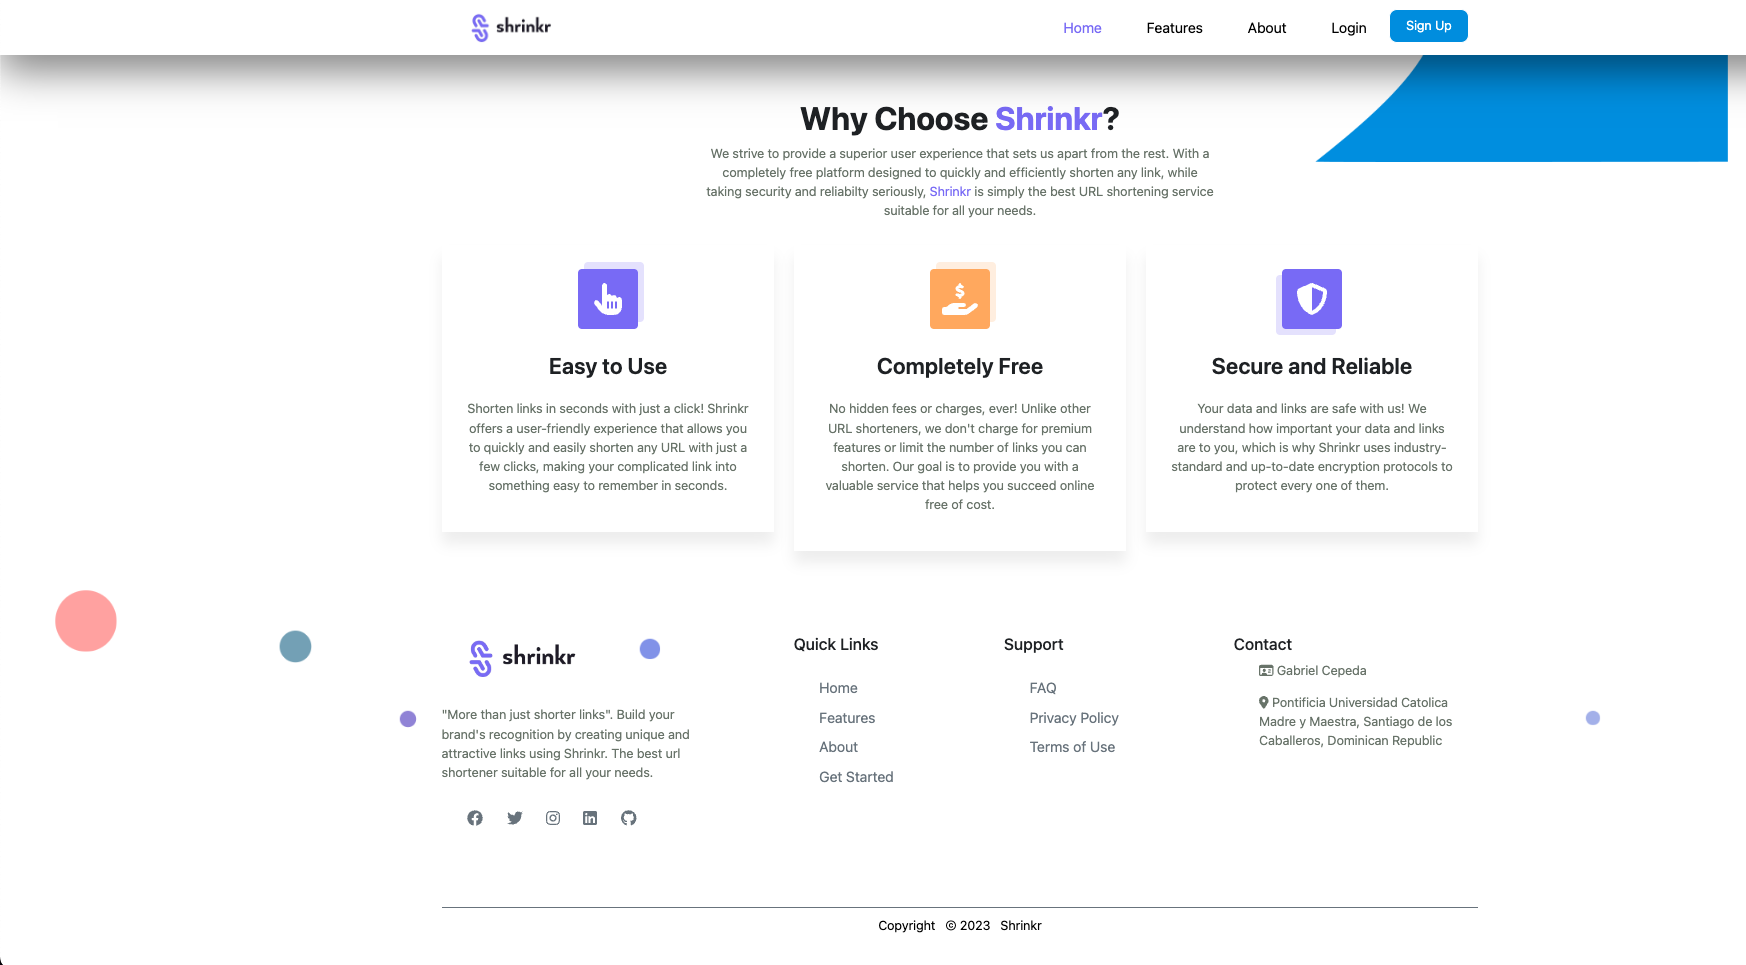 shrinkr
Home Features About Login Sign Up
Why Choose Shrinkr?
We strive to provide a superior user experience that sets us apart from the rest. With a
completely free platform designed to quickly and efficiently shorten any link, while
taking security and reliabilty seriously, Shrinkr is simply the best URL shortening service
suitable for all your needs.
Easy to Use
Shorten links in seconds with just a click! Shrinkr
offers a user-friendly experience that allows you
to quickly and easily shorten any URL with just a
few clicks, making your complicated link into
something easy to remember in seconds.
Completely Free
No hidden fees or charges, ever! Unlike other
URL shorteners, we don't charge for premium
features or limit the number of links you can
shorten. Our goal is to provide you with a
valuable service that helps you succeed online
free of cost.
Secure and Reliable
Your data and links are safe with us! We
understand how important your data and links
are to you, which is why Shrinkr uses industry-
standard and up-to-date encryption protocols to
protect every one of them.
shrinkr
"More than just shorter links". Build your
brand's recognition by creating unique and
attractive links using Shrinkr. The best url
shortener suitable for all your needs.
Quick Links
Home
Features
About
Get Started
Support
FAQ
Privacy Policy
Terms of Use
Contact
Gabriel Cepeda
Pontificia Universidad Catolica
Madre y Maestra, Santiago de los
Caballeros, Dominican Republic
Copyright © 2023 Shrinkr